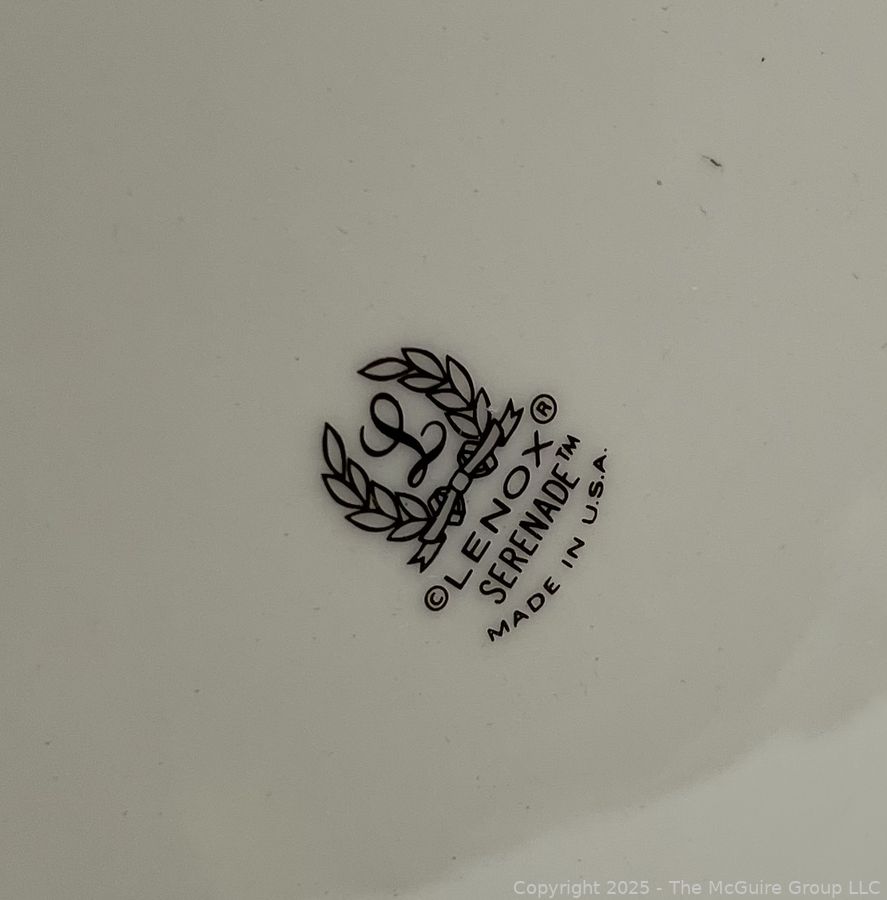 L
© LENOX ®
SERENADE™
MADE IN U.S.A.
Copyright 2025 - The McGuire Group LLC